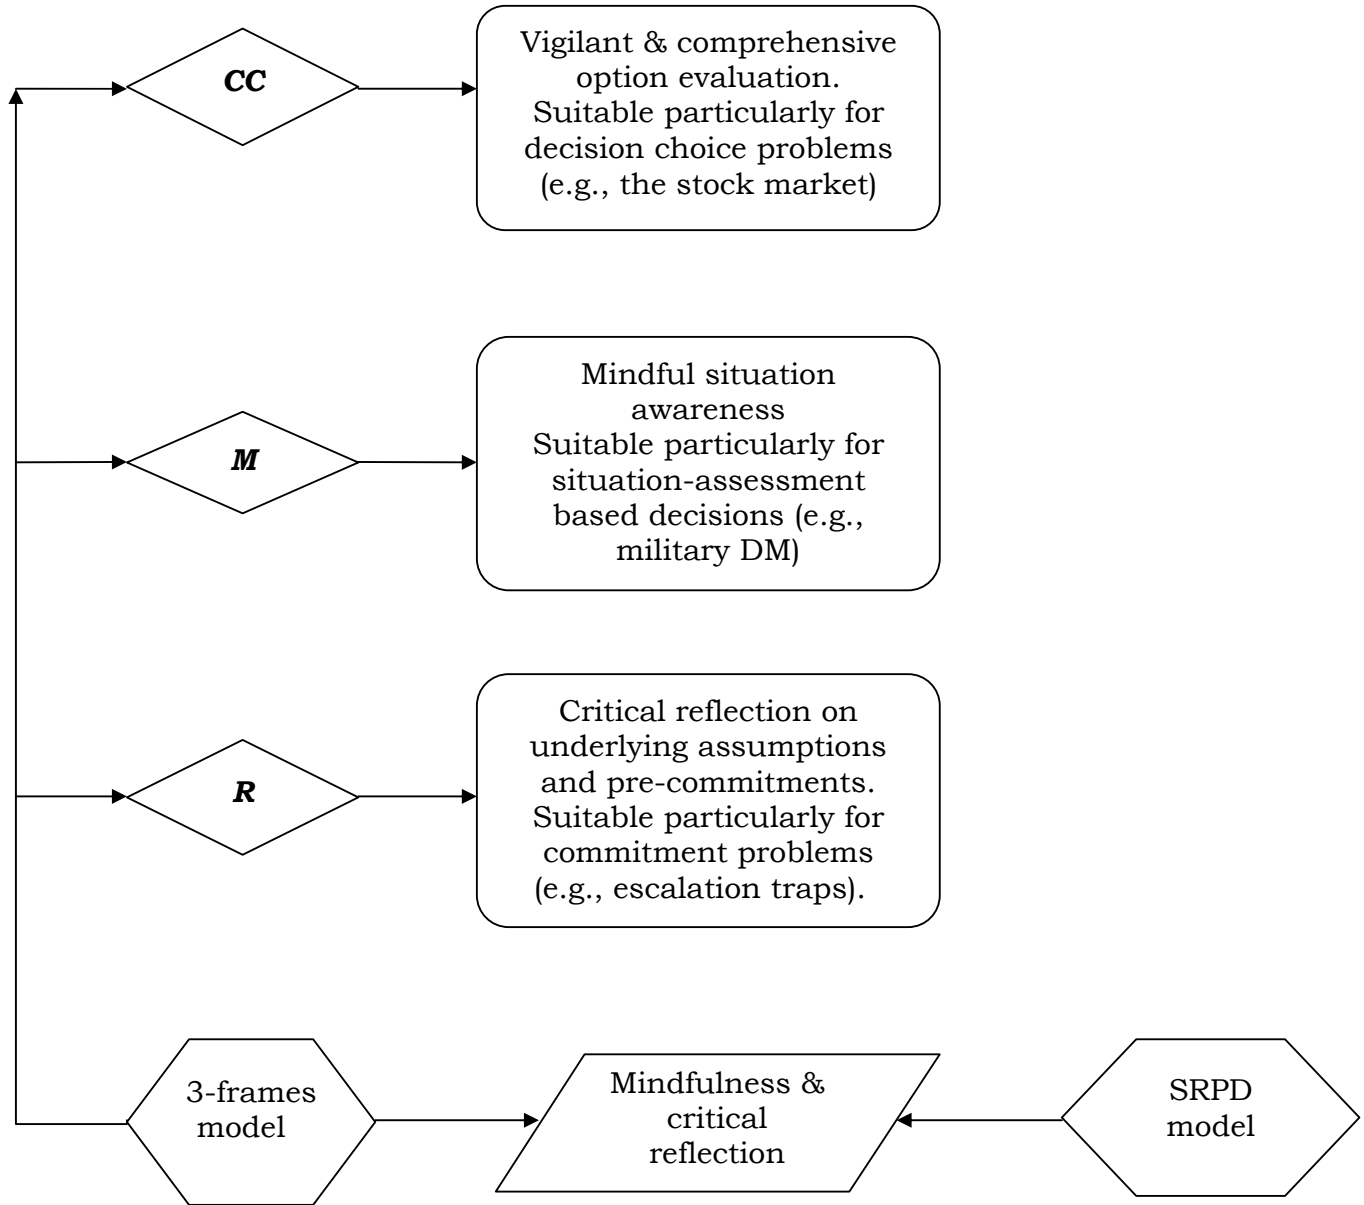 CC
Vigilant & comprehensive
option evaluation.
Suitable particularly for
decision choice problems
(e.g., the stock market)
M
Mindful situation
awareness
Suitable particularly for
situation-assessment
based decisions (e.g.,
military DM)
R
Critical reflection on
underlying assumptions
and pre-commitments.
Suitable particularly for
commitment problems
(e.g., escalation traps).
3-frames
model
Mindfulness &
critical
reflection
SRPD
model